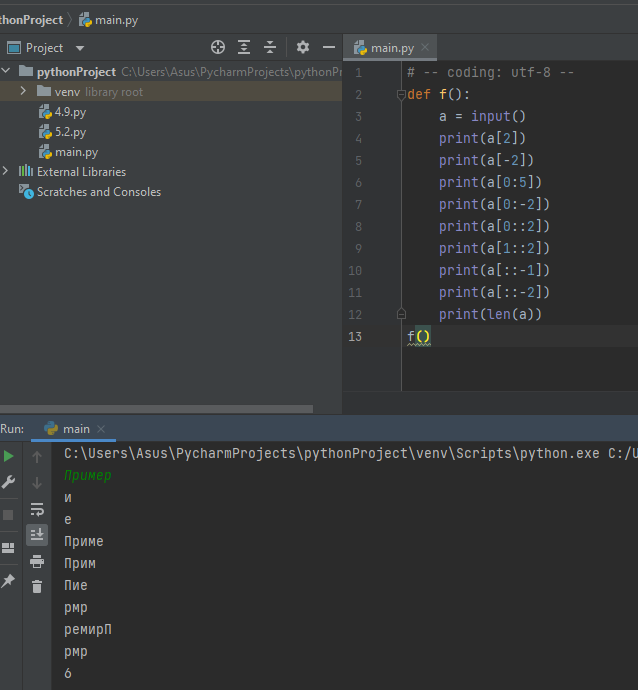 thonProject
main.py
Project
pythonProject C:\Users\Asus\PycharmProjects\pythonPr
venv library root
4.9.py
5.2.py
main.py
External Libraries
Scratches and Consoles
main.py
1 # -- coding: utf-8 --
2 def f():
3 a = input()
4 print(a[2])
5 print(a[-2])
6 print(a[0:5])
7 print(a[0:-2])
8 print(a[0::2])
9 print(a[1::2])
10 print(a[::-1])
11 print(a[::-2])
12 print(len(a))
13 f()
Run: main
C:\Users\Asus\PycharmProjects\pythonProject\venv\Scripts\python.exe C:/U
Пример
и
е
Приме
Прим
Пие
рмр
ремирП
рмр
6